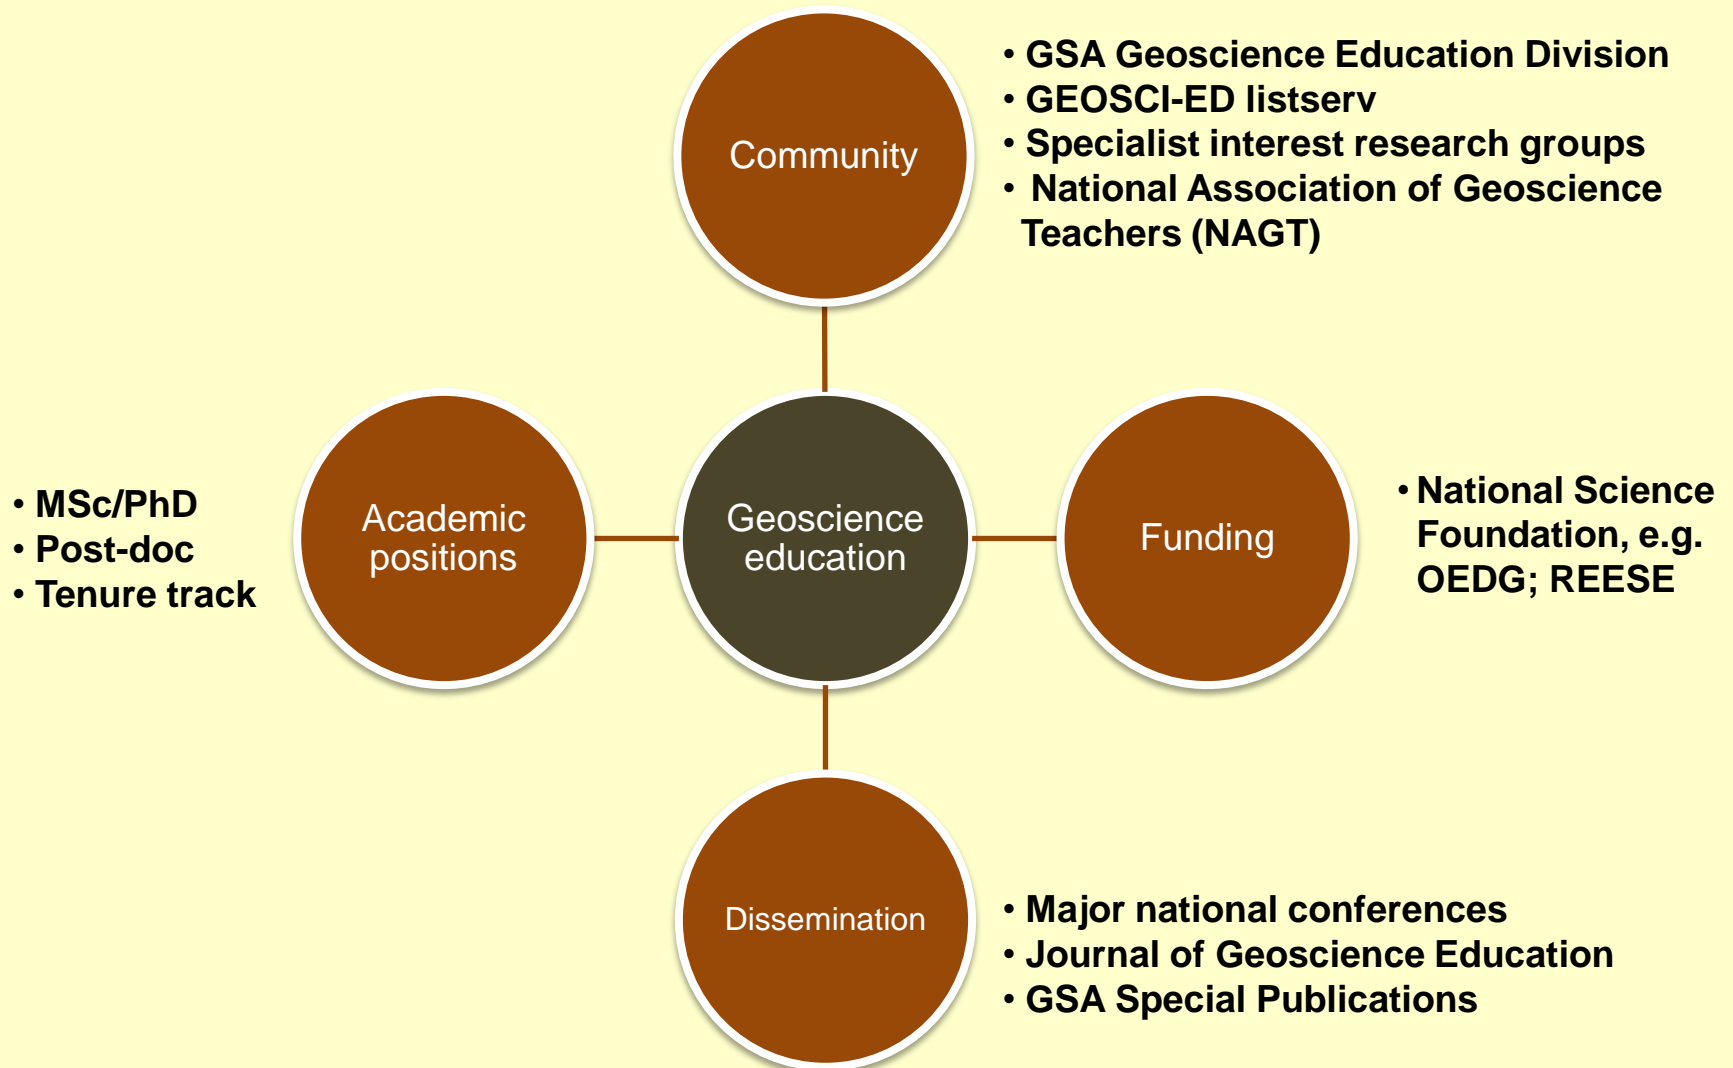 Community
• GSA Geoscience Education Division
• GEOSCI-ED listserv
• Specialist interest research groups
• National Association of Geoscience
Teachers (NAGT)
• MSc/PhD
• Post-doc
• Tenure track
Academic
positions
Geoscience
education
Funding
• National Science
Foundation, e.g.
OEDG; REESE
Dissemination
• Major national conferences
• Journal of Geoscience Education
• GSA Special Publications